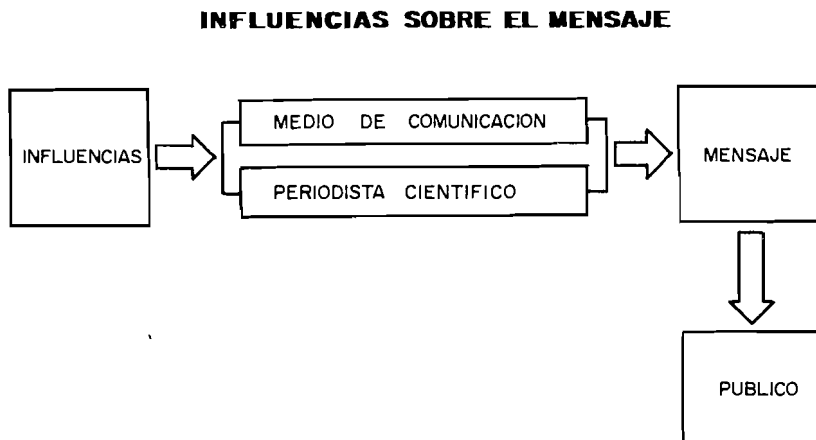 INFLUENCIAS SOBRE EL MENSAJE
INFLUENCIAS
MEDIO DE COMUNICACION
PERIODISTA CIENTIFICO
MENSAJE
PUBLICO